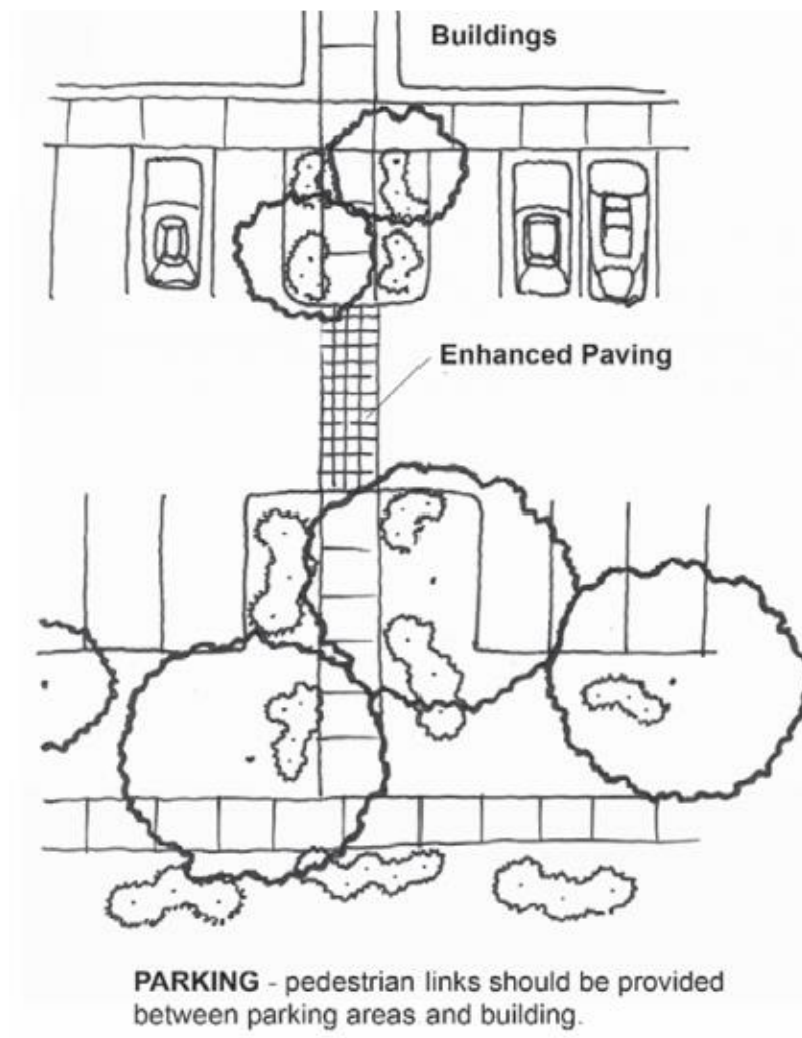 Buildings
Enhanced Paving
PARKING - pedestrian links should be provided
between parking areas and building.